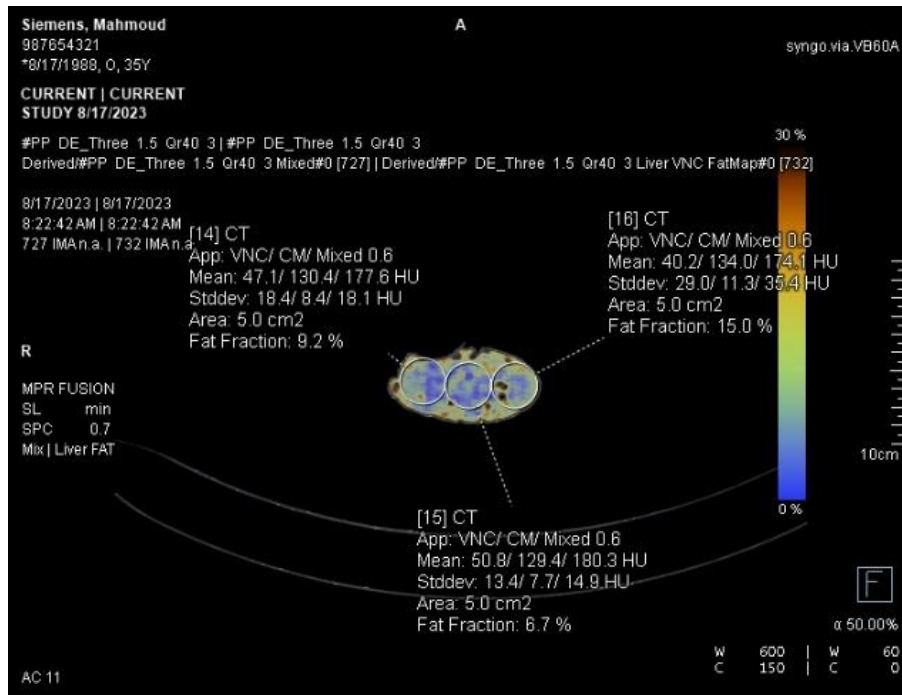 Siemens, Mahmoud
987654321
*8/17/1988, O, 35Y
CURRENT | CURRENT
STUDY 8/17/2023
#PP DE_Three 1.5 Qr40 3 | #PP DE_Three 1.5 Qr40 3
Derived/#PP DE_Three 1.5 Qr40 3 Mixed#0 [727] | Derived/#PP DE_Three 1.5 Qr40 3 Liver VNC FatMap#0 [732]
8/17/2023 | 8/17/2023
8:22:42 AM | 8:22:42 AM
727 IMA n.a. | 732 IMA n.a.
A
syngo.via.VB60A
30 %
[14] CT
App: VNC/ CM/ Mixed 0.6
Mean: 47.1/ 130.4/ 177.6 HU
Stddev: 18.4/ 8.4/ 18.1 HU
Area: 5.0 cm2
Fat Fraction: 9.2 %
[16] CT
App: VNC/ CM/ Mixed 0.6
Mean: 40.2/ 134.0/ 174.1 HU
Stddev: 29.0/ 11.3/ 35.4 HU
Area: 5.0 cm2
Fat Fraction: 15.0 %
R
MPR FUSION
SL min
SPC 0.7
Mix | Liver FAT
10cm
0 %
[15] CT
App: VNC/ CM/ Mixed 0.6
Mean: 50.8/ 129.4/ 180.3 HU
Stddev: 13.4/ 7.7/ 14.9 HU
Area: 5.0 cm2
Fat Fraction: 6.7 %
F
α 50.00%
W 600 | W 60
C 150 | C 0
AC 11